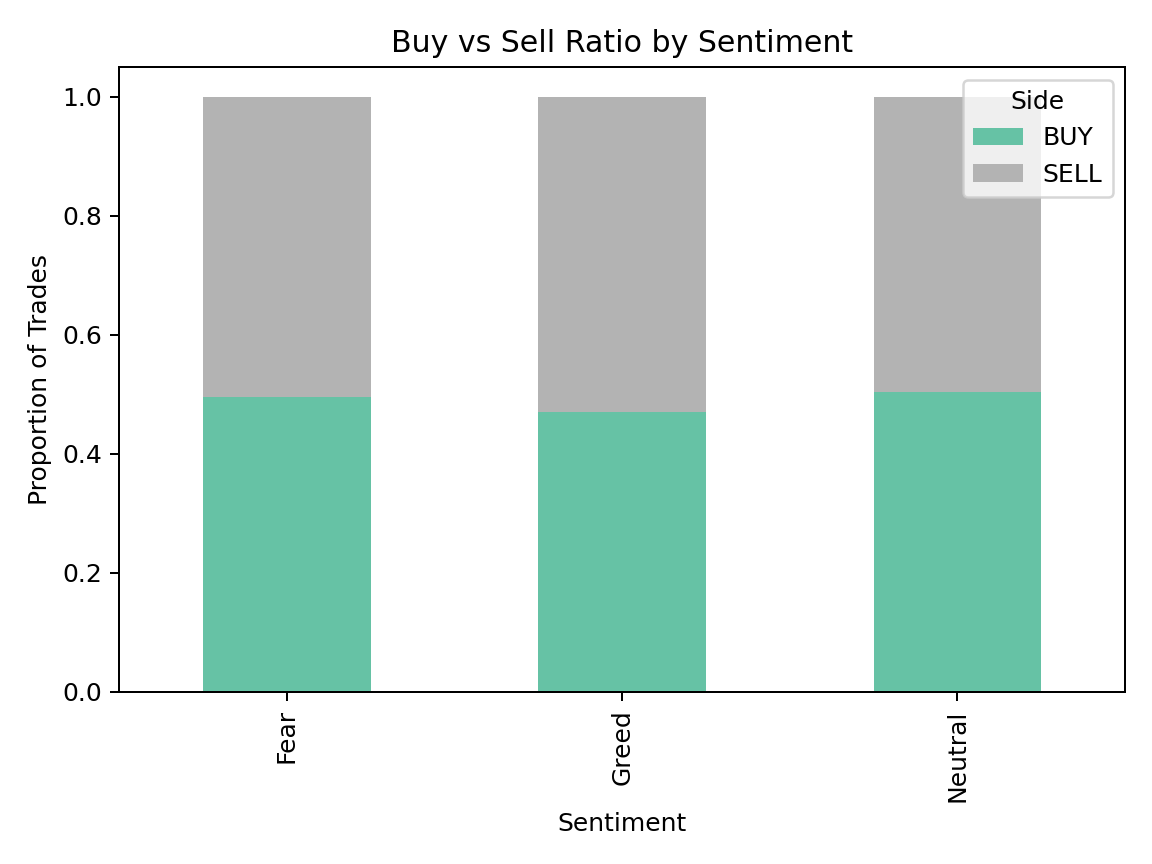 Buy vs Sell Ratio by Sentiment
Side
BUY
SELL
Proportion of Trades
1.0
0.8
0.6
0.4
0.2
0.0
Fear
Greed
Neutral
Sentiment